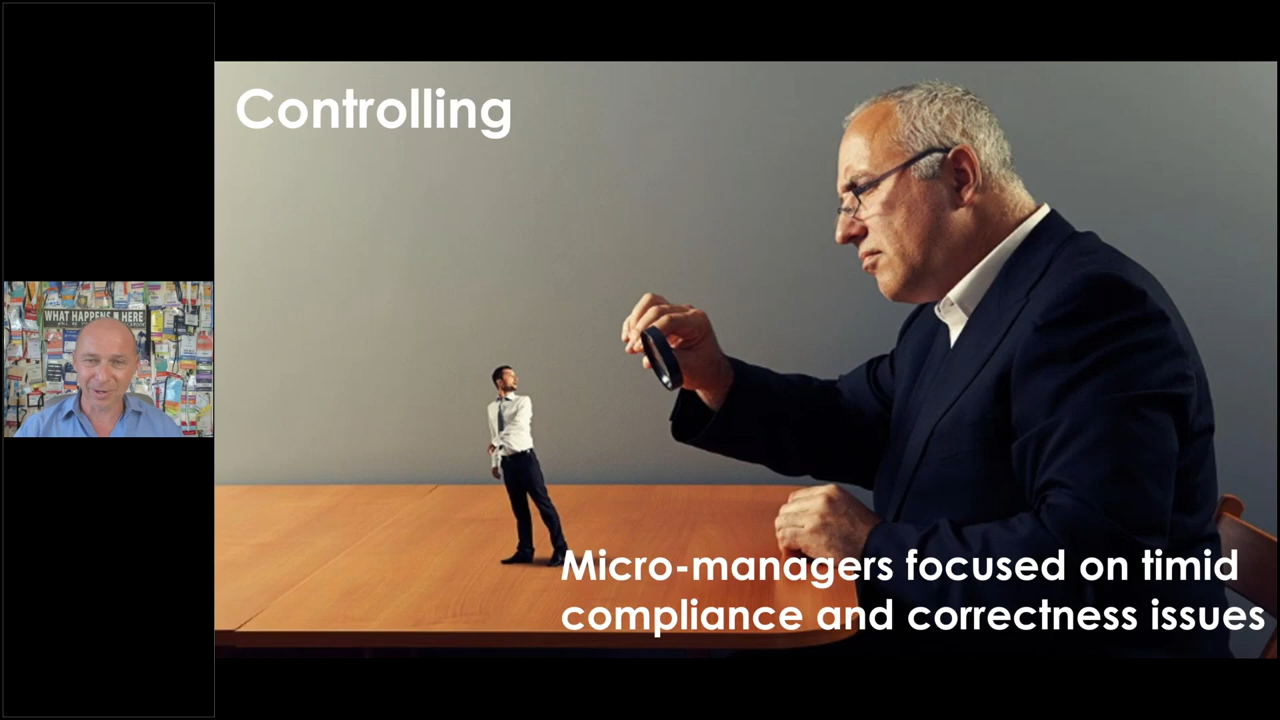 Controlling
WHAT HAPPENS HERE
Micro-managers focused on timid
compliance and correctness issues